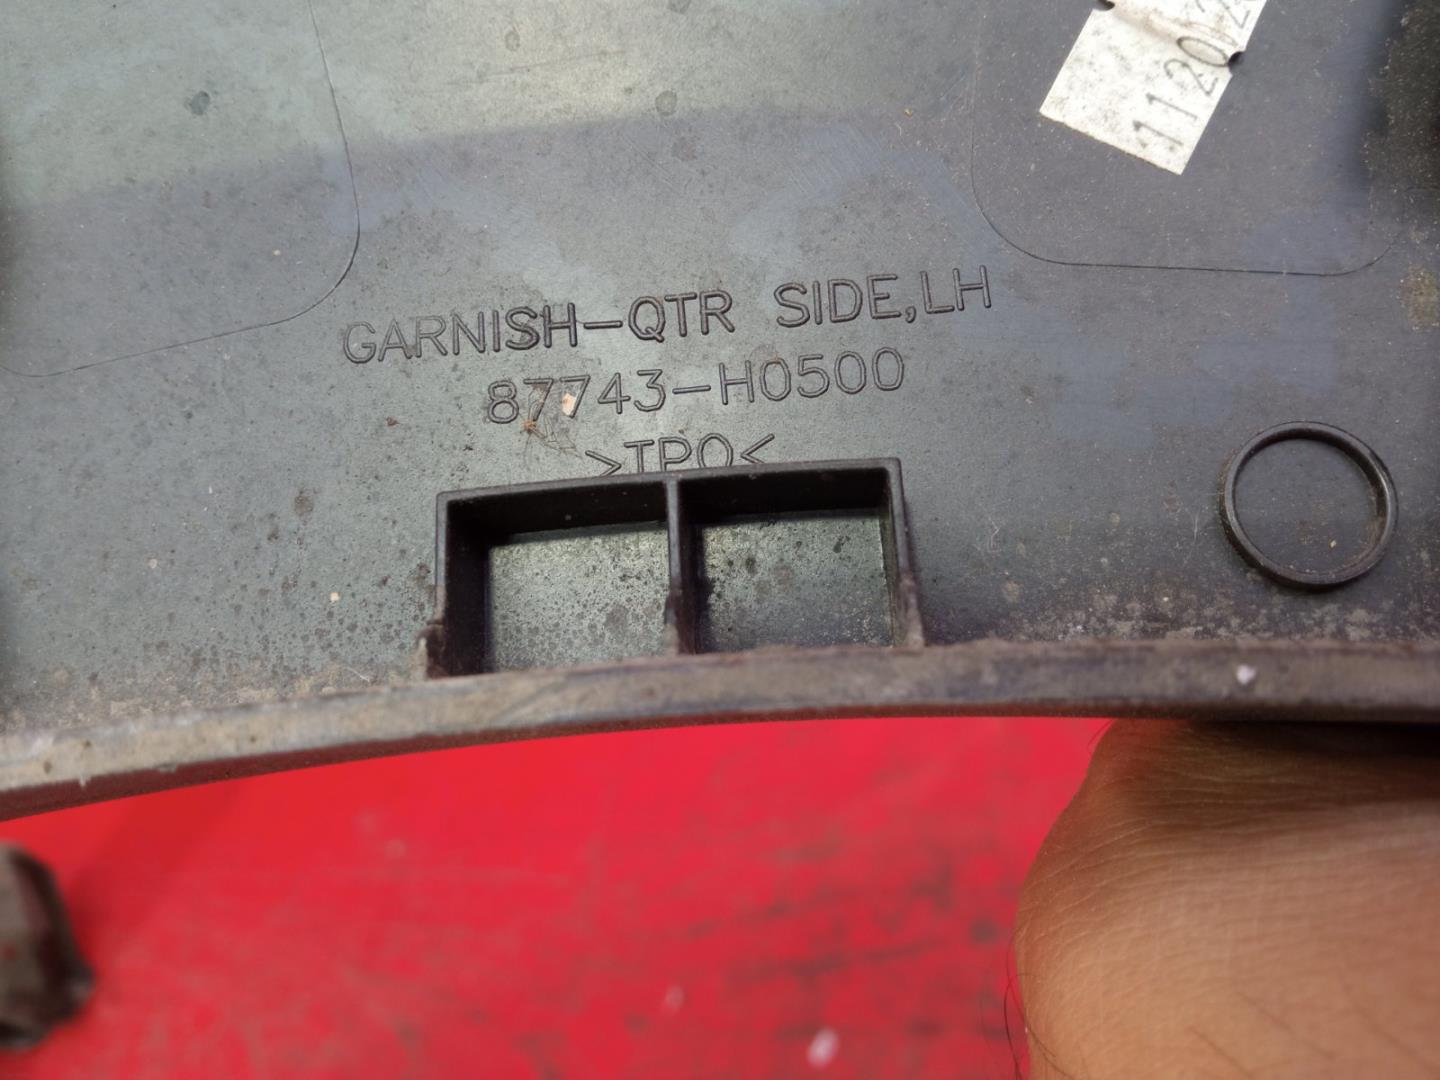 GARNISH-QTR SIDE,LH
87743-H0500
>TPO<